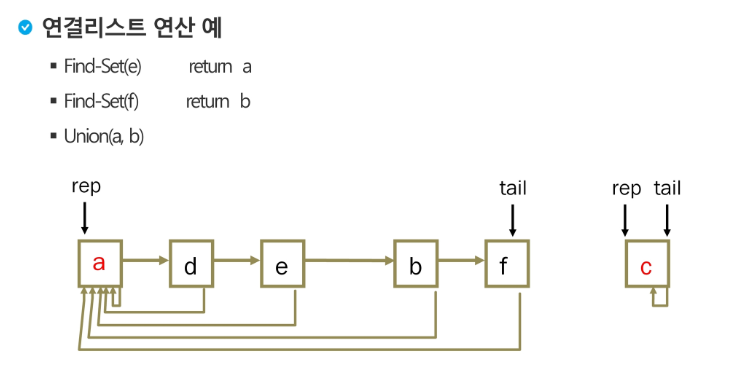 연결리스트 연산 예
Find-Set(e) return a
Find-Set(f) return b
Union(a, b)
rep tail rep tail
a d e b f c